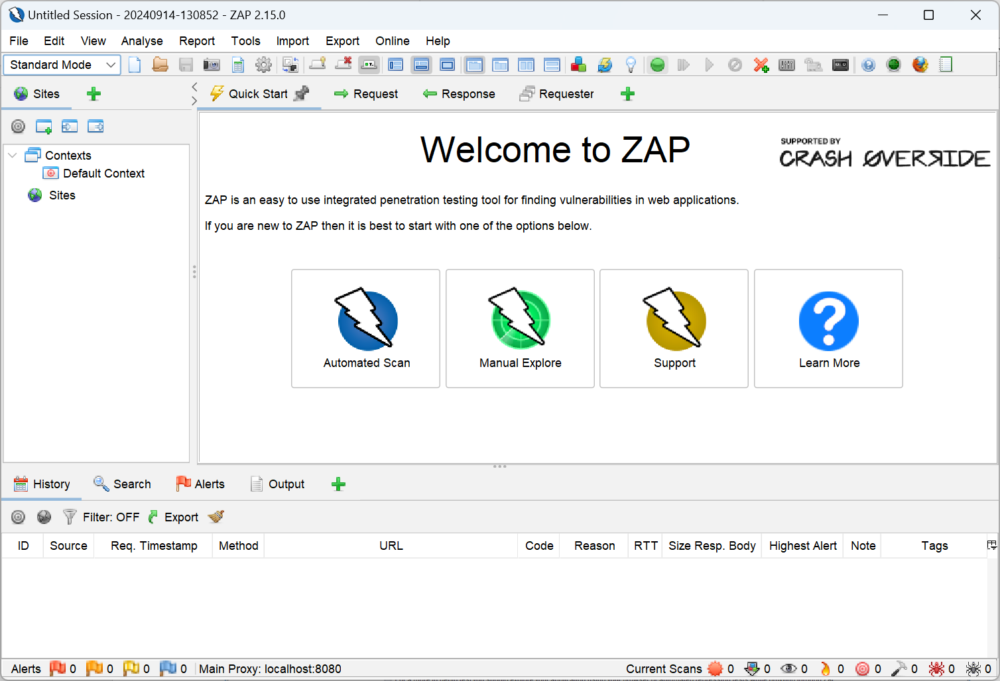 Untitled Session - 20240914-130852 - ZAP 2.15.0
File Edit View Analyse Report Tools Import Export Online Help
Standard Mode
Sites
Quick Start Request Response Requester
Contexts
Default Context
Sites
Welcome to ZAP
SUPPORTED BY
CRASH ØVERRIDE
ZAP is an easy to use integrated penetration testing tool for finding vulnerabilities in web applications.
If you are new to ZAP then it is best to start with one of the options below.
Automated Scan Manual Explore Support Learn More
History Search Alerts Output
Filter: OFF Export
ID Source Req. Timestamp Method URL Code Reason RTT Size Resp. Body Highest Alert Note Tags
Alerts 0 0 0 0 Main Proxy: localhost:8080 Current Scans 0 0 0 0 0 0 0 0